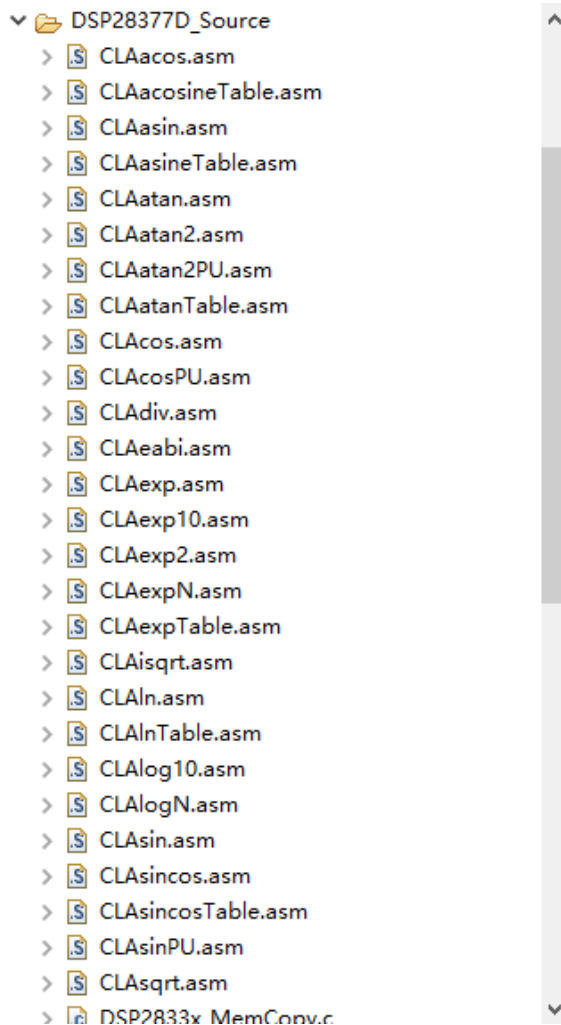 DSP28377D_Source
CLAacos.asm
CLAacosineTable.asm
CLAasin.asm
CLAasineTable.asm
CLAatan.asm
CLAatan2.asm
CLAatan2PU.asm
CLAatanTable.asm
CLAcos.asm
CLAcosPU.asm
CLAdiv.asm
CLAeabi.asm
CLAexp.asm
CLAexp10.asm
CLAexp2.asm
CLAexpN.asm
CLAexpTable.asm
CLAisqrt.asm
CLAln.asm
CLAlnTable.asm
CLAlog10.asm
CLAlogN.asm
CLAsin.asm
CLAsincos.asm
CLAsincosTable.asm
CLAsinPU.asm
CLAsqrt.asm
DSP2833x_MemCopy.c